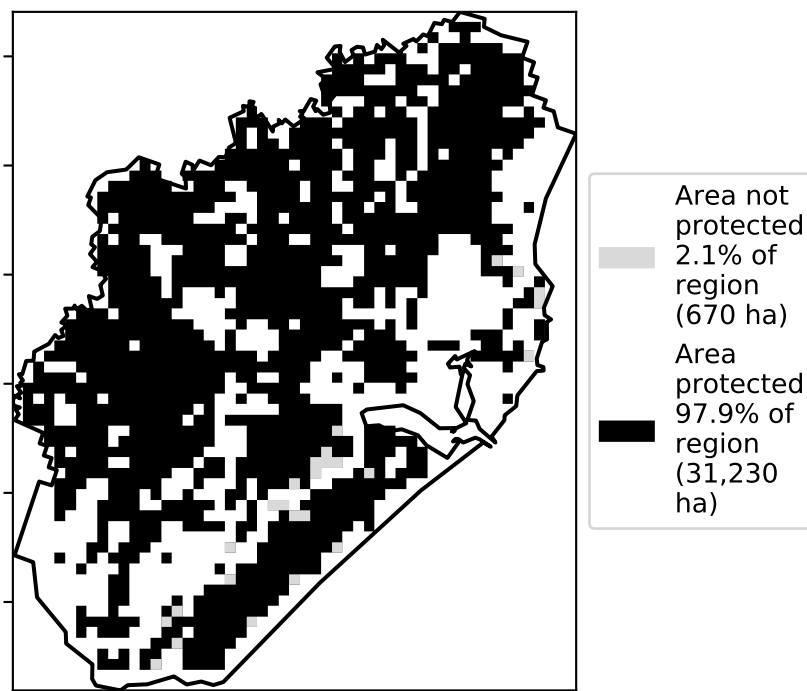 Area not
protected
2.1% of
region
(670 ha)
Area
protected
97.9% of
region
(31,230
ha)